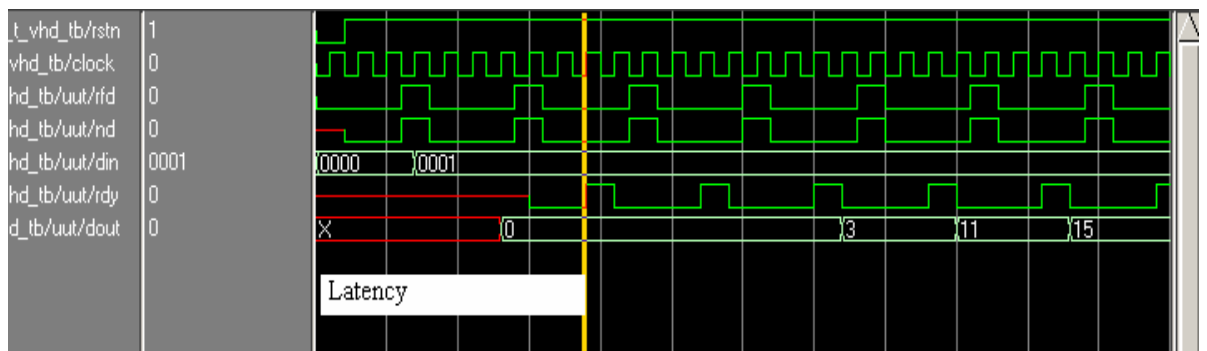 _t_vhd_tb/rstn 1
vhd_tb/clock 0
hd_tb/uut/rfd 0
hd_tb/uut/nd 0
hd_tb/uut/din 0001 0000 0001
hd_tb/uut/rdy 0
d_tb/uut/dout 0 X 0 3 11 15
Latency